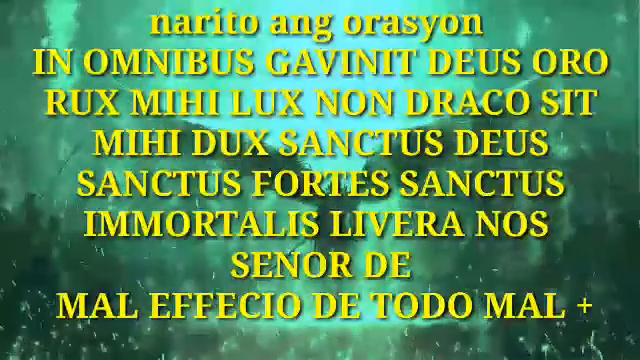 narito ang orasyon
IN OMNIBUS GAVINIT DEUS ORO
RUX MIHI LUX NON DRACO SIT
MIHI DUX SANCTUS DEUS
SANCTUS FORTES SANCTUS
IMMORTALIS LIVERA NOS
SENOR DE
MAL EFFECIO DE TODO MAL +